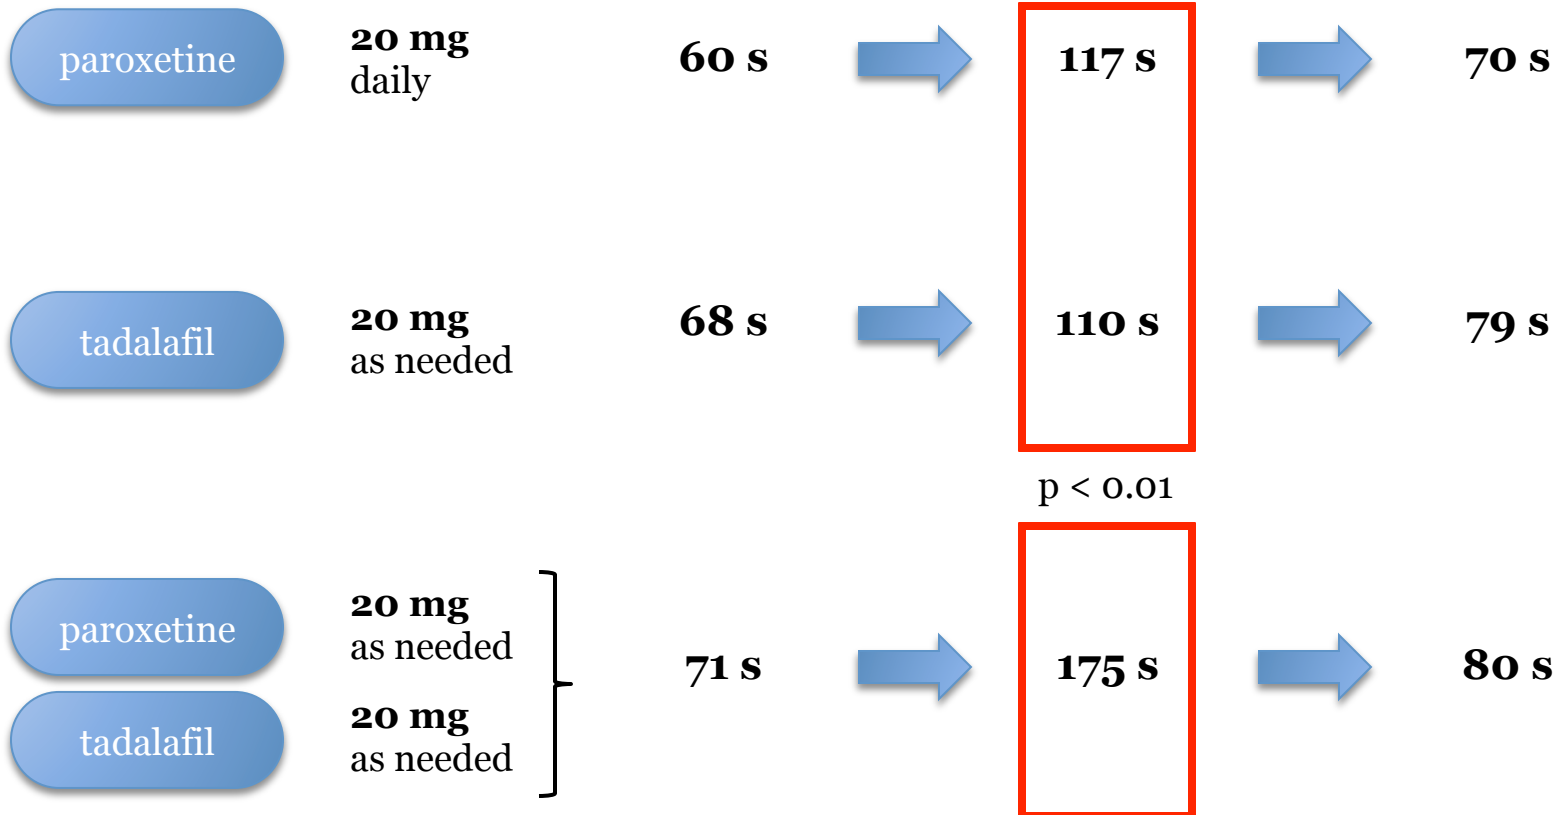 paroxetine
20 mg
daily
60 s
117 s
70 s
tadalafil
20 mg
as needed
68 s
110 s
79 s
p < 0.01
paroxetine
20 mg
as needed
tadalafil
20 mg
as needed
71 s
175 s
80 s